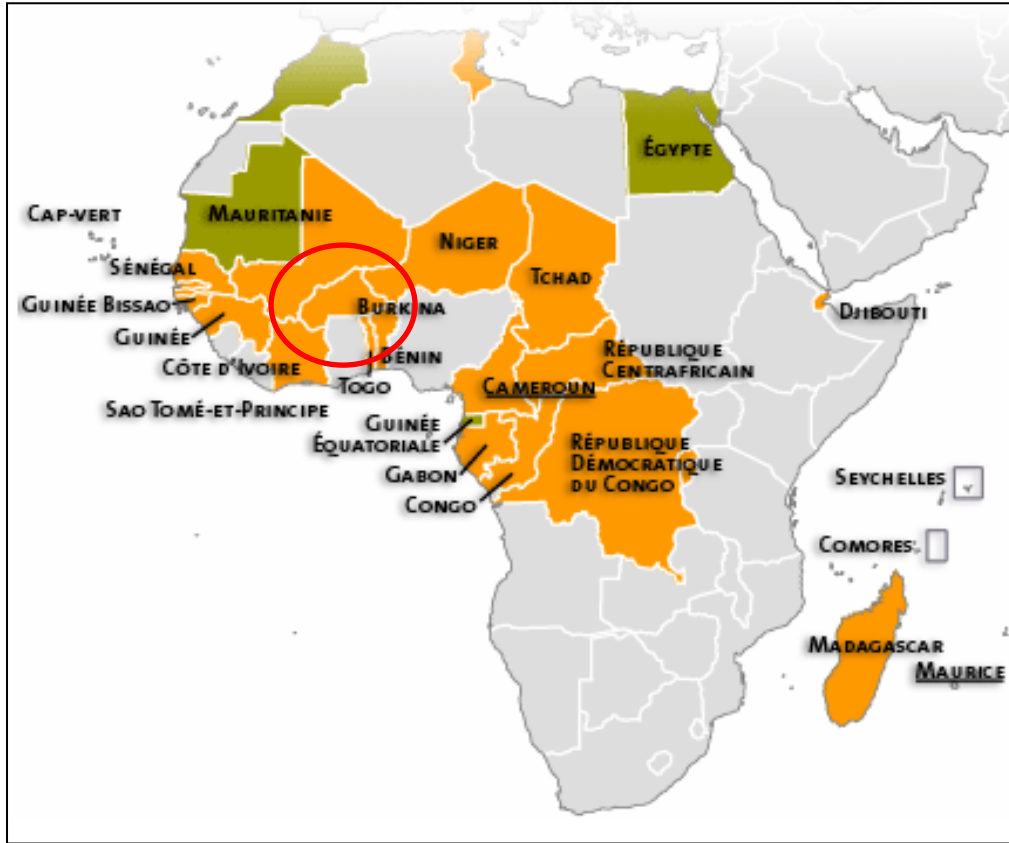 Égypte
Cap-vert
Mauritanie
Niger
Sénégal
Tchad
Guinée Bissao
Burkina
Djibouti
Guinée
Bénin
République
Centrafricain
Côte d'Ivoire
Togo
Cameroun
Sao Tomé-et-Principe
Guinée
Équatoriale
République
Démocratique
du Congo
Gabon
Seychelles
Congo
Comores
Madagascar
Maurice